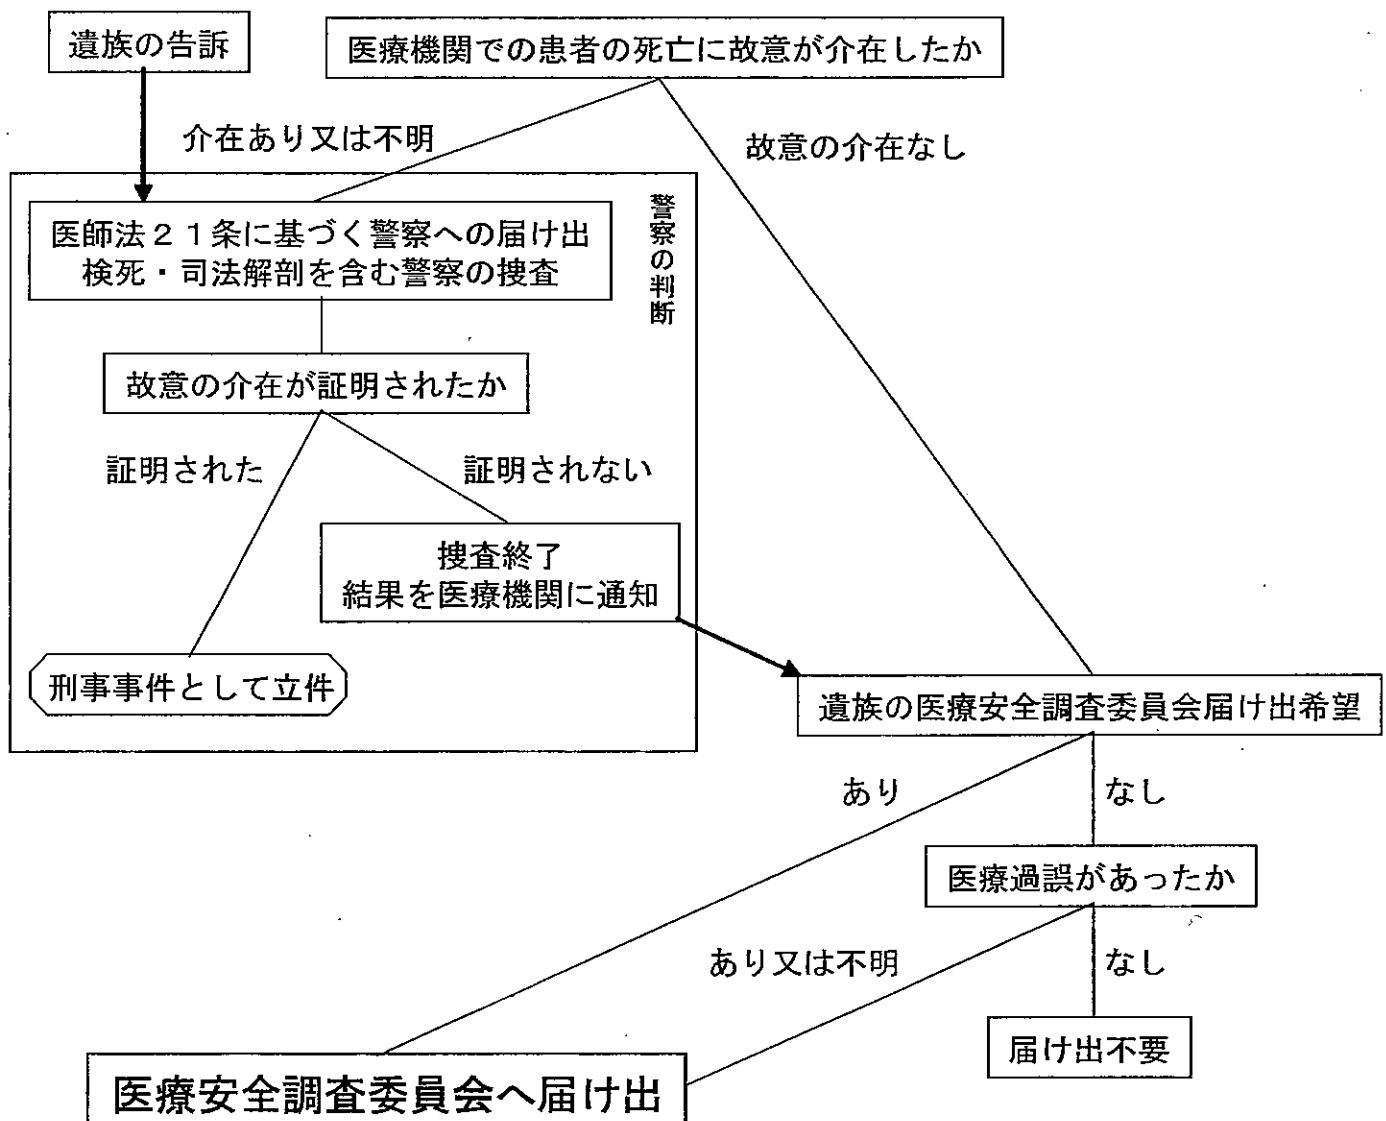 遺族の告訴
医療機関での患者の死亡に故意が介在したか
介在あり又は不明
故意の介在なし
警察の判断
医師法21条に基づく警察への届け出
検死・司法解剖を含む警察の捜査
故意の介在が証明されたか
証明された
証明されない
捜査終了
結果を医療機関に通知
刑事事件として立件
遺族の医療安全調査委員会届け出希望
あり
なし
医療過誤があったか
あり又は不明
なし
届け出不要
医療安全調査委員会へ届け出